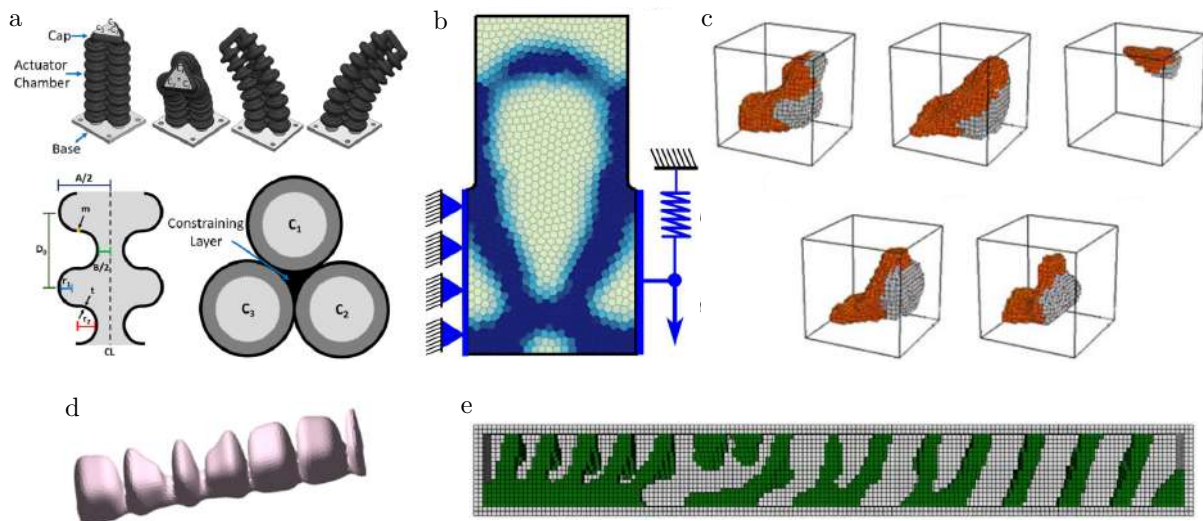 a
b
c
Cap
Actuator
Chamber
Base
A/2
m
B/2
t
CL
Constraining
Layer
C₁
C₃
C₂
d
e